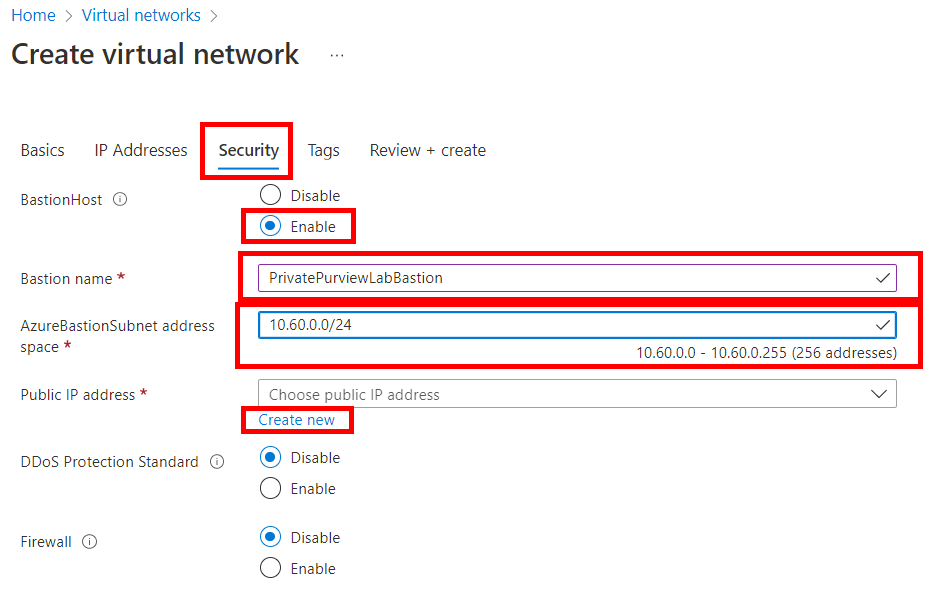 Home > Virtual networks >
Create virtual network ...
Basics IP Addresses Security Tags Review + create
BastionHost
Disable
Enable
Bastion name *
PrivatePurviewLabBastion
AzureBastionSubnet address
space *
10.60.0.0/24
10.60.0.0 - 10.60.0.255 (256 addresses)
Public IP address *
Choose public IP address
Create new
DDoS Protection Standard
Disable
Enable
Firewall
Disable
Enable